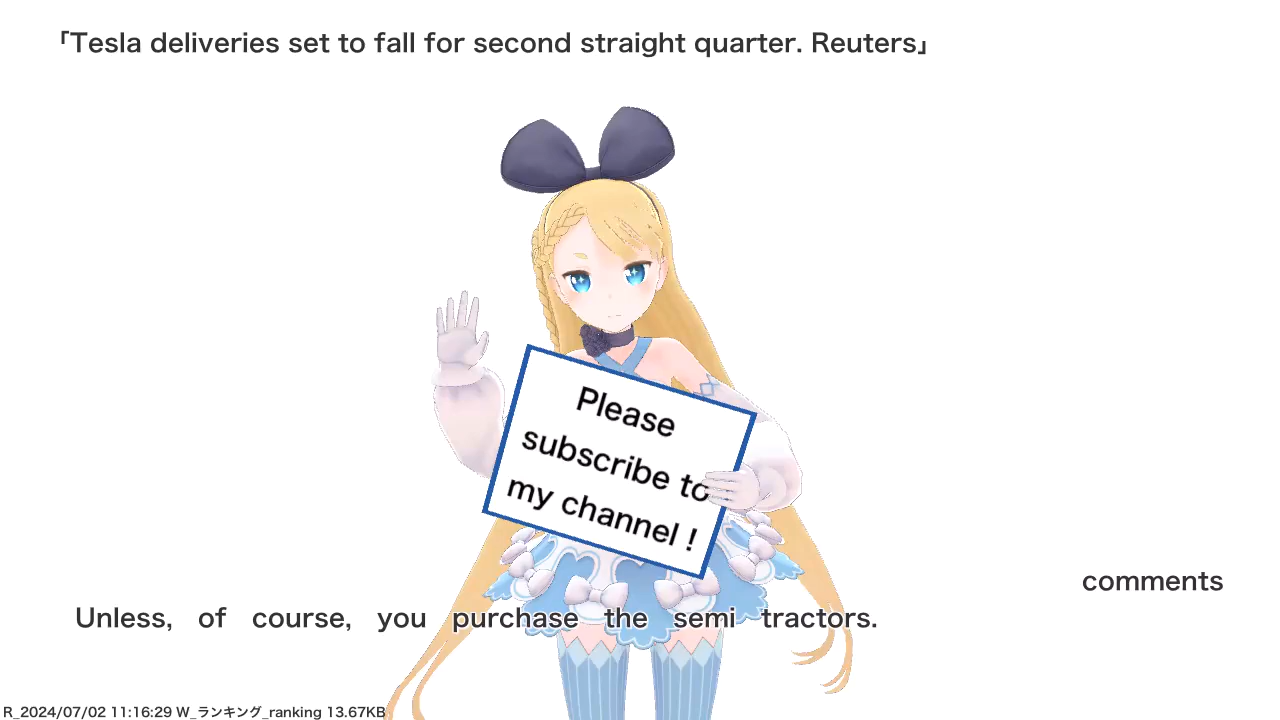 「Tesla deliveries set to fall for second straight quarter. Reuters」
Please
subscribe to
my channel !
comments
Unless, of course, you purchase the semi tractors.
R_2024/07/02 11:16:29 W_ランキング_ranking 13.67KB